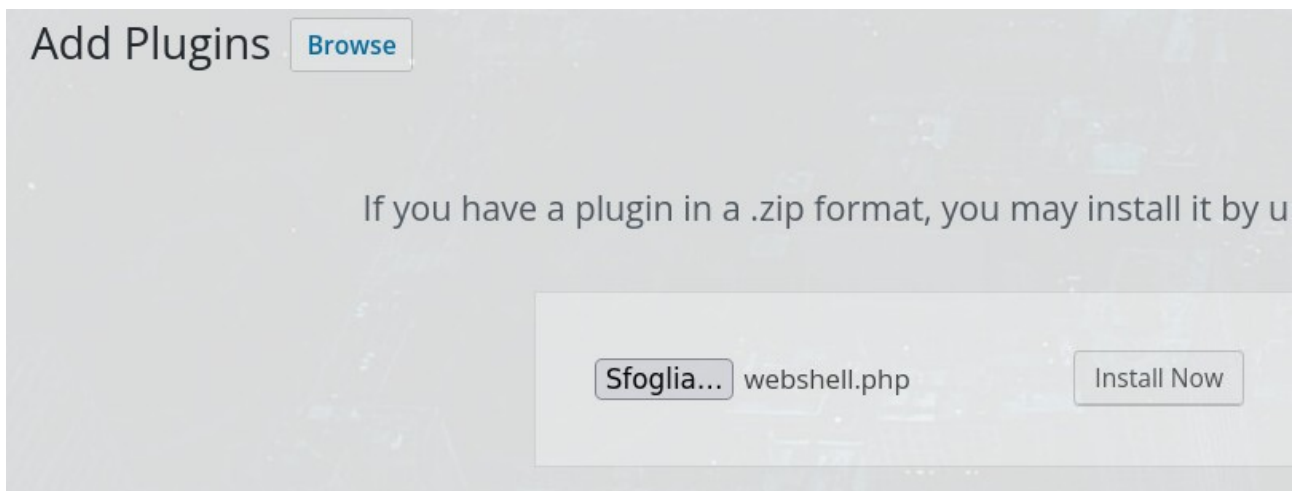 Add Plugins Browse
If you have a plugin in a .zip format, you may install it by u
Sfoglia... webshell.php Install Now